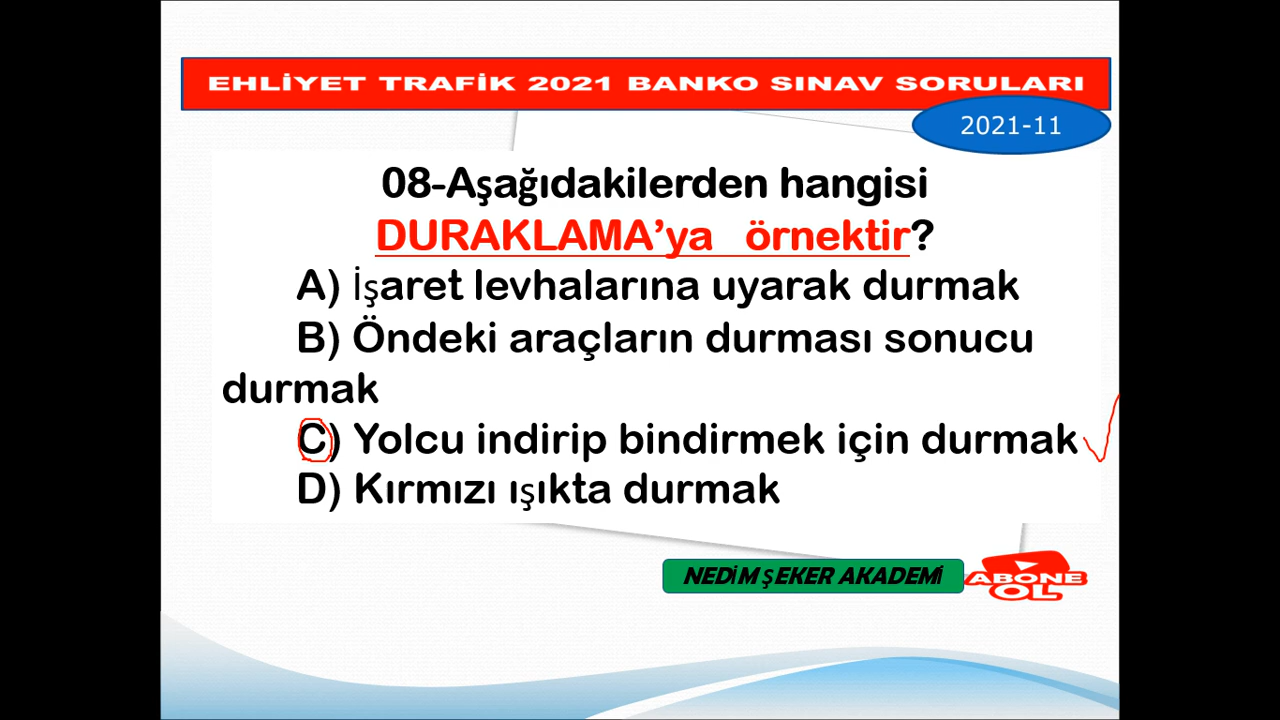 EHLİYET TRAFİK 2021 BANKO SINAV SORULARI
2021-11
08-Aşağıdakilerden hangisi
DURAKLAMA’ya örnektir?
A) İşaret levhalarına uyarak durmak
B) Öndeki araçların durması sonucu
durmak
C) Yolcu indirip bindirmek için durmak
D) Kırmızı ışıkta durmak
NEDİM ŞEKER AKADEMİ
ABONE
OL